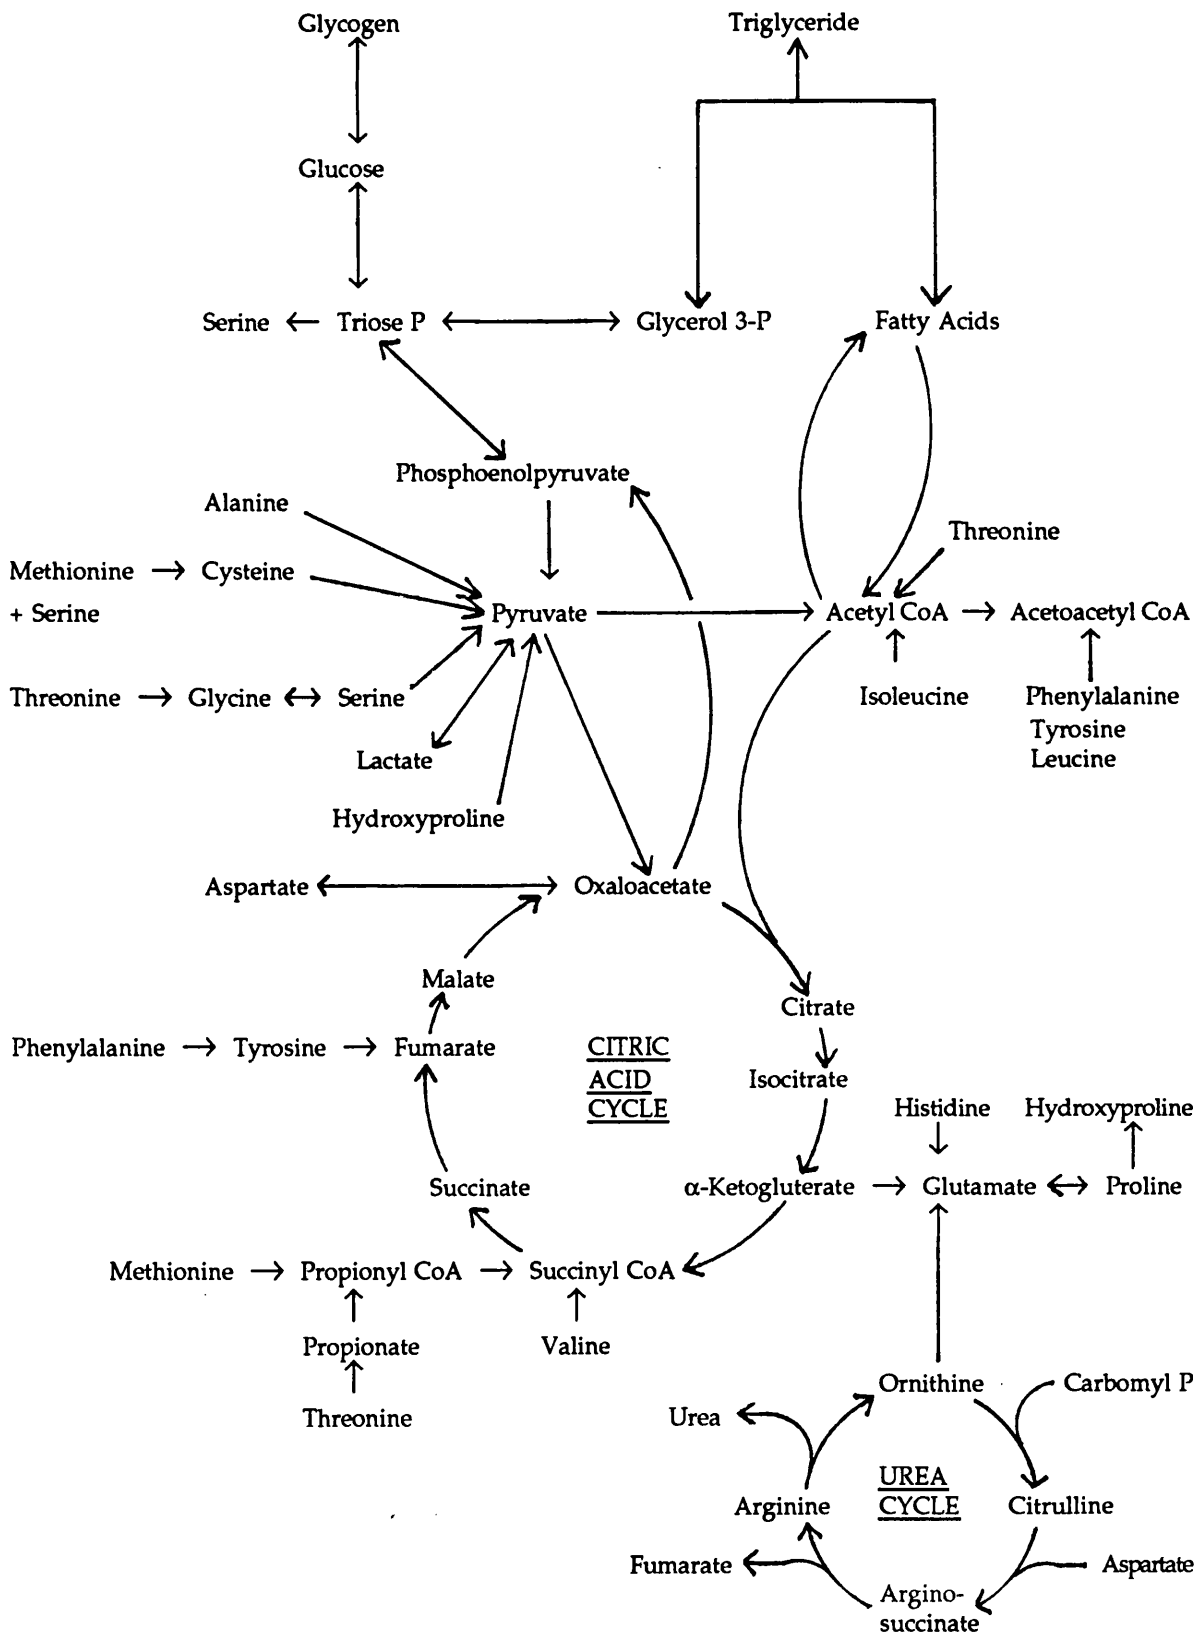 Glycogen
Triglyceride
Glucose
Serine
Triose P
Glycerol 3-P
Fatty Acids
Phosphoenolpyruvate
Alanine
Threonine
Methionine
Cysteine
+ Serine
Pyruvate
Acetyl CoA
Acetoacetyl CoA
Threonine
Glycine
Serine
Isoleucine
Phenylalanine
Tyrosine
Leucine
Lactate
Hydroxyproline
Aspartate
Oxaloacetate
Malate
Citrate
Phenylalanine
Tyrosine
Fumarate
CITRIC
ACID
CYCLE
Isocitrate
Histidine
Hydroxyproline
Succinate
α-Ketogluterate
Glutamate
Proline
Methionine
Propionyl CoA
Succinyl CoA
Propionate
Valine
Threonine
Ornithine
Carbomyl P
Urea
UREA
CYCLE
Arginine
Citrulline
Fumarate
Aspartate
Argino-
succinate